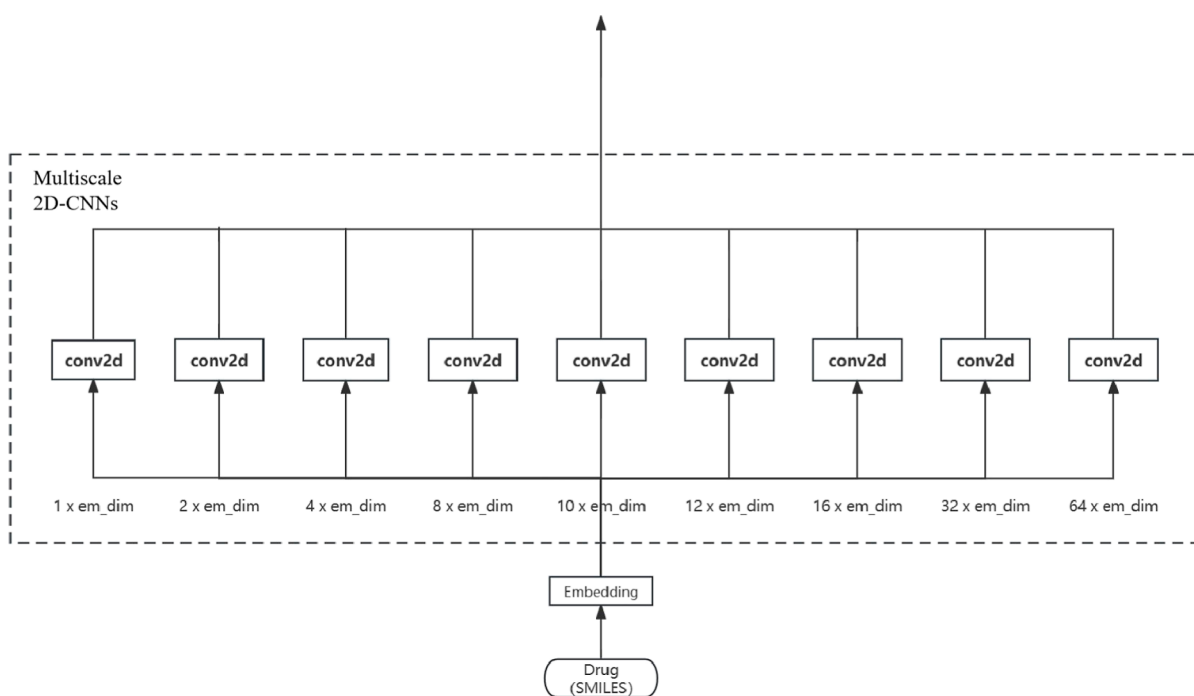 Multiscale
2D-CNNs
conv2d conv2d conv2d conv2d conv2d conv2d conv2d conv2d conv2d
1 x em_dim 2 x em_dim 4 x em_dim 8 x em_dim 10 x em_dim 12 x em_dim 16 x em_dim 32 x em_dim 64 x em_dim
Embedding
Drug
(SMILES)